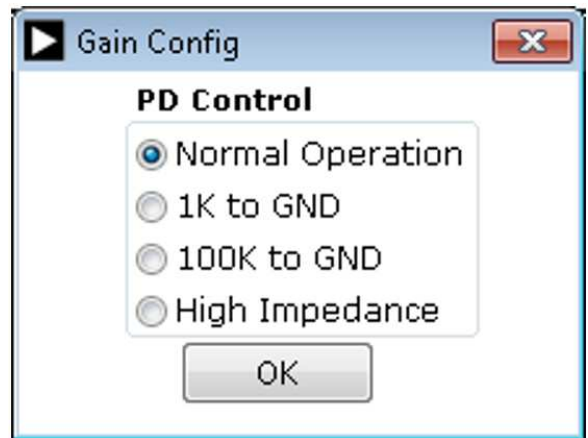 Gain Config
PD Control
Normal Operation
1K to GND
100K to GND
High Impedance
OK